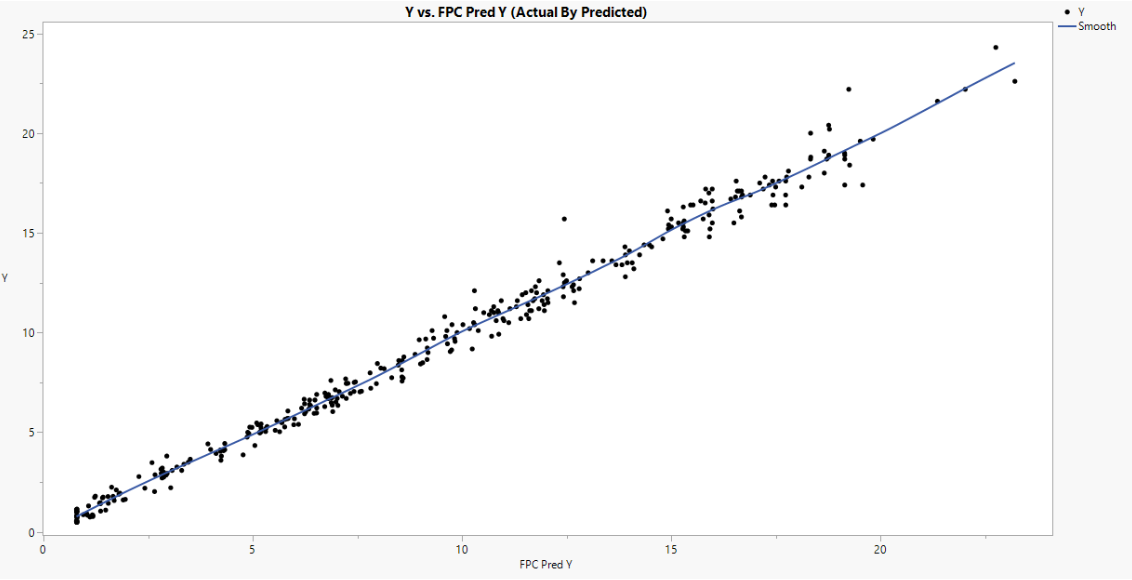 Y vs. FPC Pred Y (Actual By Predicted)
Y
Smooth
25
20
15
10
5
0
Y
0 5 10 15 20
FPC Pred Y